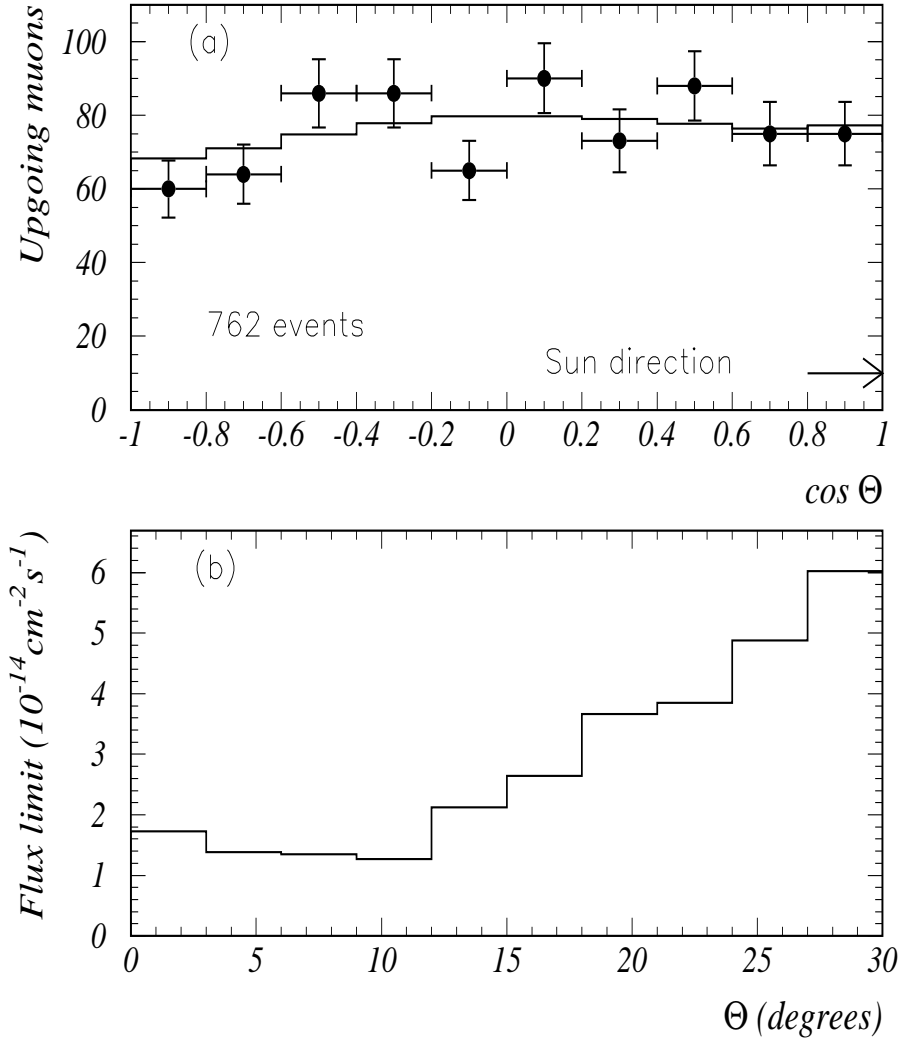 (a)
Upgoing muons
100
80
60
40
20
0
762 events
Sun direction
-1 -0.8 -0.6 -0.4 -0.2 0 0.2 0.4 0.6 0.8 1
cos Θ
(b)
Flux limit (10⁻¹⁴cm⁻²s⁻¹)
6
5
4
3
2
1
0
0 5 10 15 20 25 30
Θ (degrees)